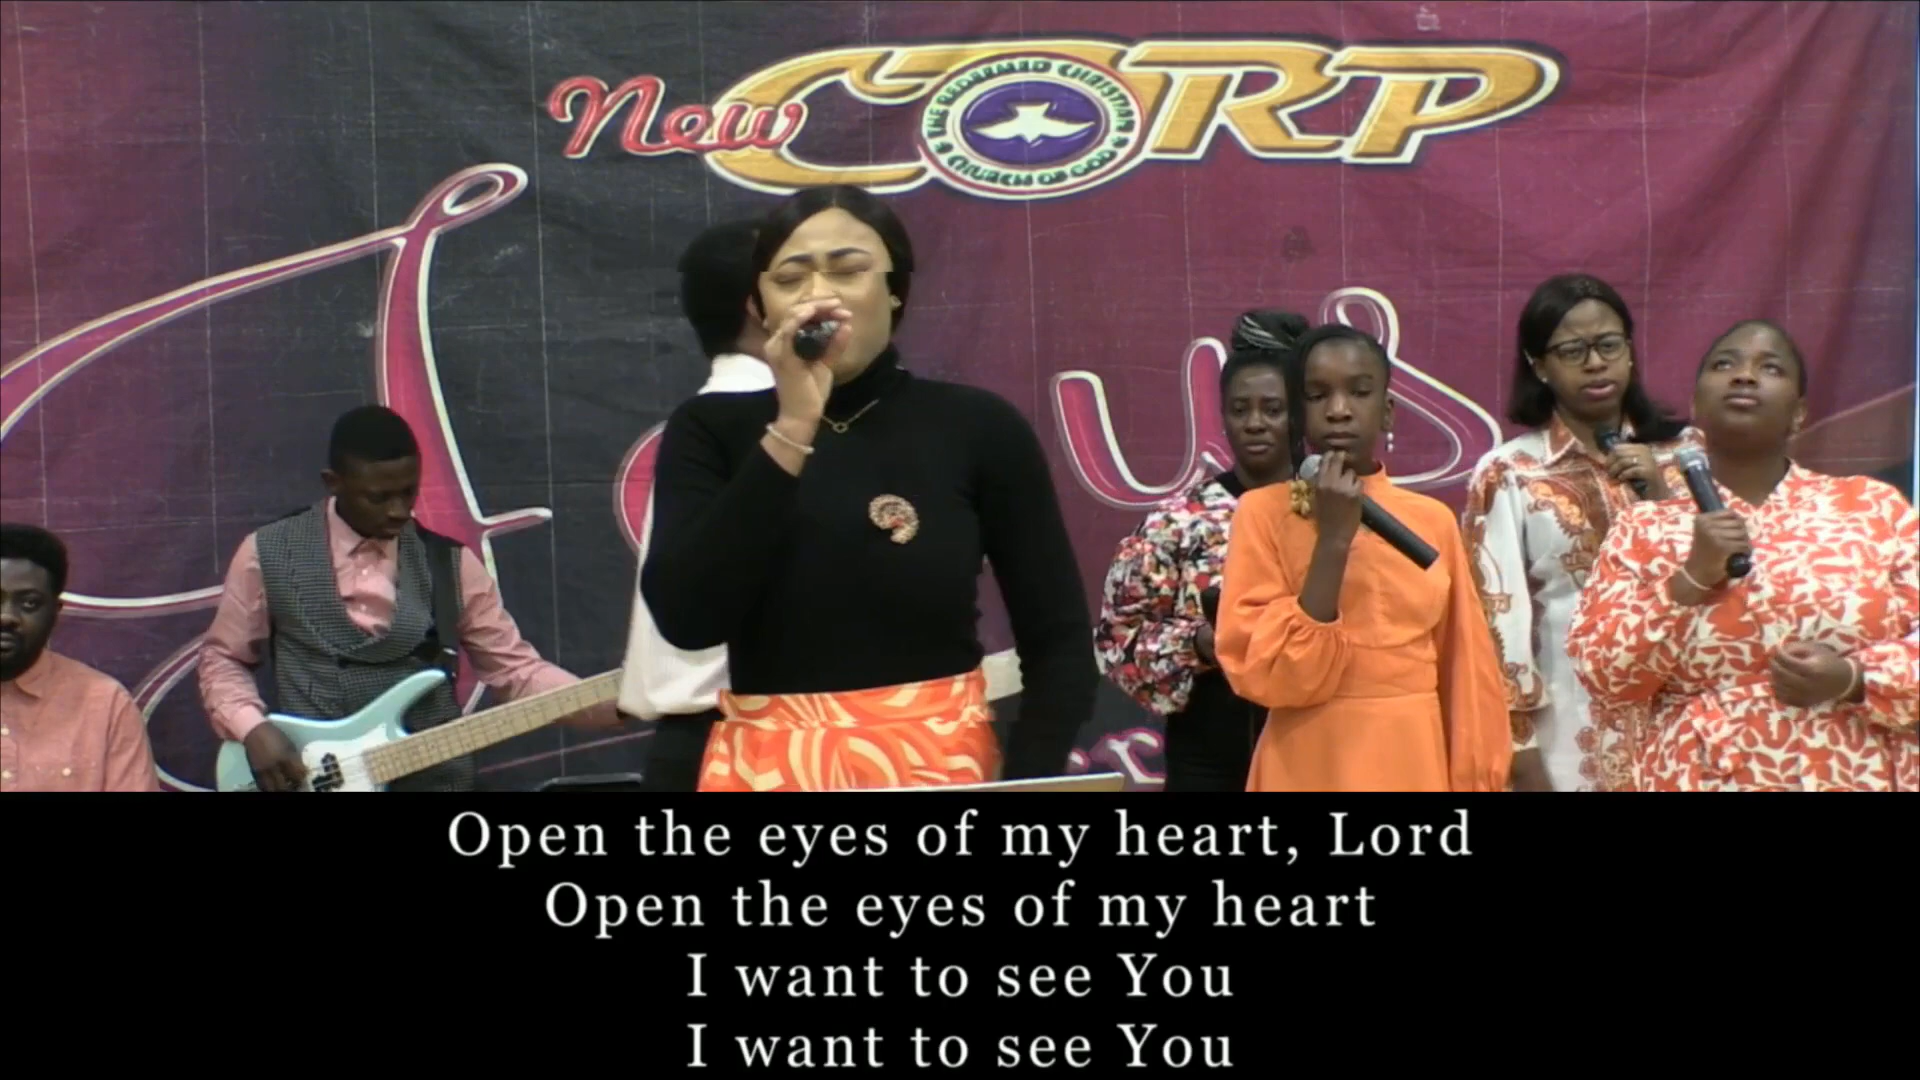 New CORP
THE REDEEMED CHRISTIAN
CHURCH OF GOD
Open the eyes of my heart, Lord
Open the eyes of my heart
I want to see You
I want to see You